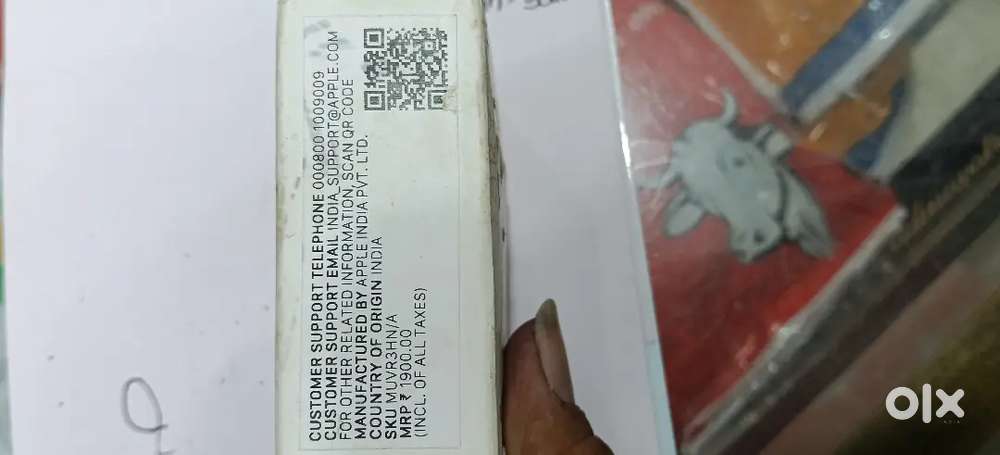 CUSTOMER SUPPORT TELEPHONE 000800 1009009
CUSTOMER SUPPORT EMAIL INDIA_SUPPORT@APPLE.COM
FOR OTHER RELATED INFORMATION, SCAN QR CODE
MANUFACTURED BY APPLE INDIA PVT. LTD.
COUNTRY OF ORIGIN INDIA
SKU MUVR3HN/A
MRP ₹ 1900.00
(INCL. OF ALL TAXES)
olx
INDIA